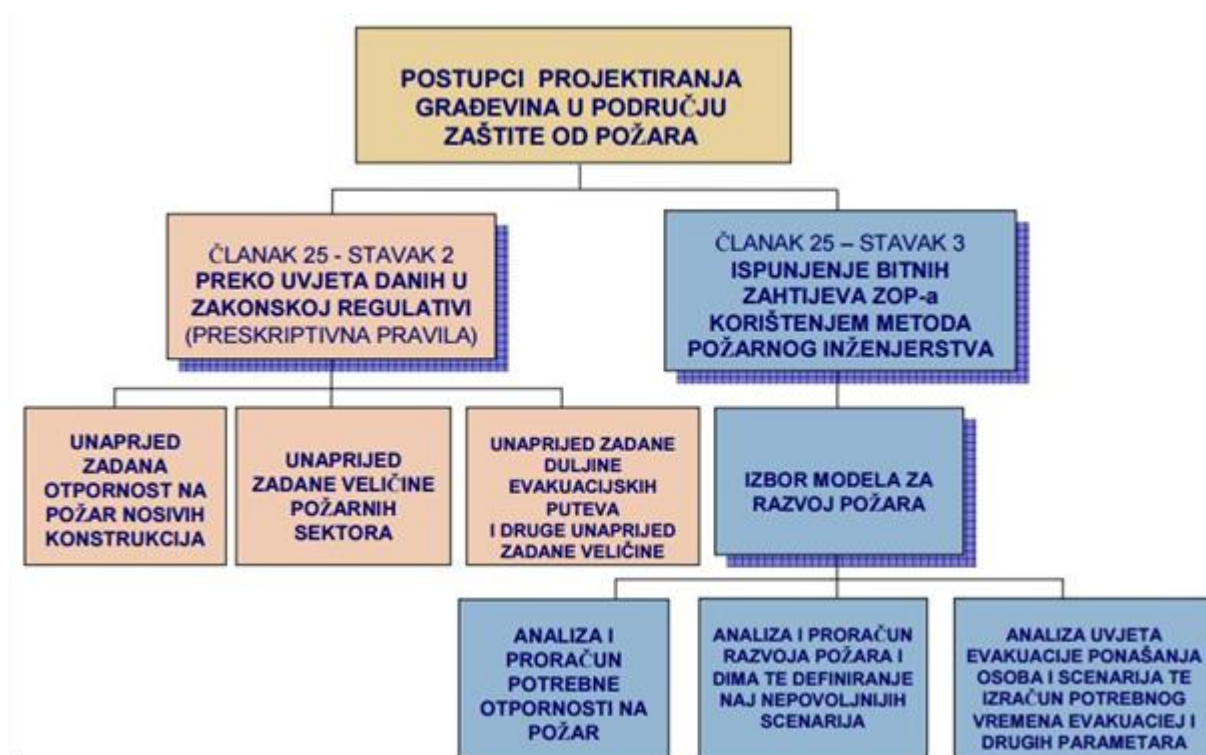 POSTUPCI PROJEKTIRANJA
GRAĐEVINA U PODRUČJU
ZAŠTITE OD POŽARA
ČLANAK 25 - STAVAK 2
PREKO UVJETA DANIH U
ZAKONSKOJ REGULATIVI
(PRESKRIPTIVNA PRAVILA)
ČLANAK 25 – STAVAK 3
ISPUNJENJE BITNIH
ZAHTIJEVA ZOP-a
KORIŠTENJEM METODA
POŽARNOG INŽENJERSTVA
UNAPRJED
ZADANA
OTPORNOST NA
POŽAR NOSIVIH
KONSTRUKCIJA
UNAPRIJED
ZADANE VELIČINE
POŽARNIH
SEKTORA
UNAPRIJED ZADANE
DULJINE
EVAKUACIJSKIH
PUTEVA
I DRUGE UNAPRIJED
ZADANE VELIČINE
IZBOR MODELA ZA
RAZVOJ POŽARA
ANALIZA I
PRORAČUN
POTREBNE
OTPORNOSTI NA
POŽAR
ANALIZA I PRORAČUN
RAZVOJA POŽARA I
DIMA TE DEFINIRANJE
NAJ NEPOVOLJNIJIH
SCENARIJA
ANALIZA UVJETA
EVAKUACIJE PONAŠANJA
OSOBA I SCENARIJA TE
IZRAČUN POTREBNOG
VREMENA EVAKUACIEJ I
DRUGIH PARAMETARA